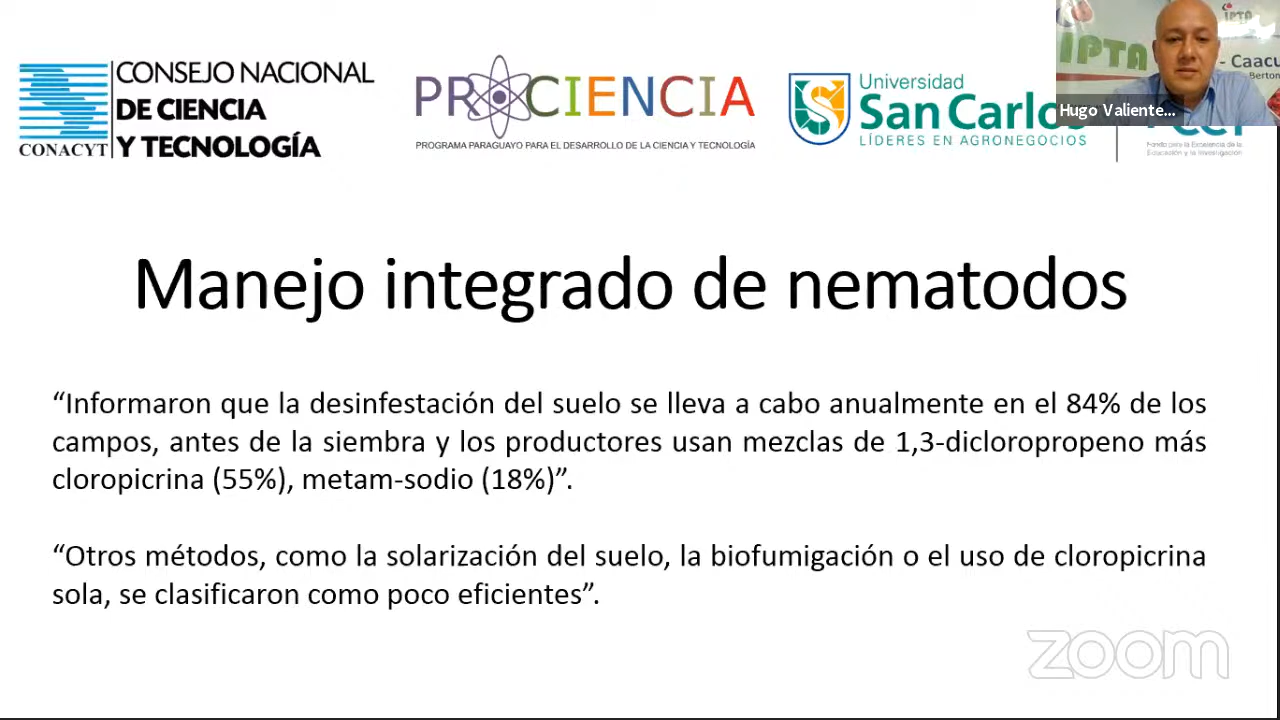 CONSEJO NACIONAL
DE CIENCIA
Y TECNOLOGÍA
CONACYT
PROCIENCIA
PROGRAMA PARAGUAYO PARA EL DESARROLLO DE LA CIENCIA Y TECNOLOGÍA
Universidad
San Carlos
LÍDERES EN AGRONEGOCIOS
Fondo para la Excelencia de la
Educación y la Investigación
IPTA
IPTA
- Caacu
Berton
Hugo Valiente...
Manejo integrado de nematodos
“Informaron que la desinfestación del suelo se lleva a cabo anualmente en el 84% de los
campos, antes de la siembra y los productores usan mezclas de 1,3-dicloropropeno más
cloropicrina (55%), metam-sodio (18%)”.
“Otros métodos, como la solarización del suelo, la biofumigación o el uso de cloropicrina
sola, se clasificaron como poco eficientes”.
zoom